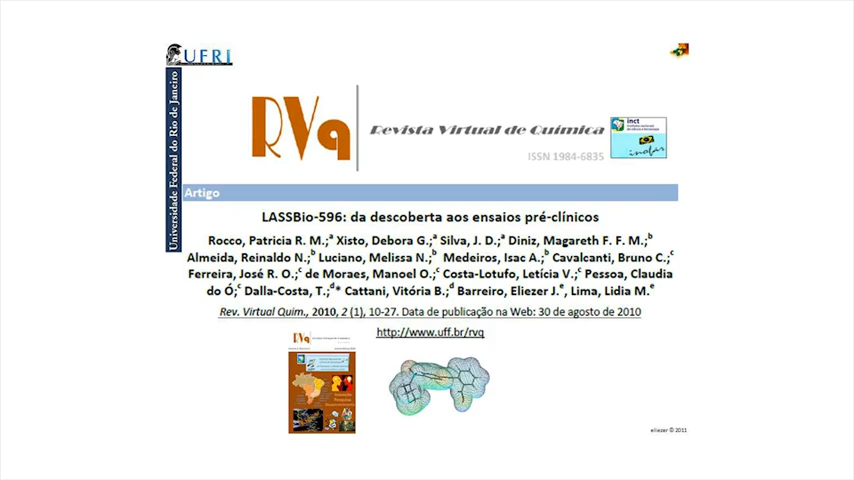 UFRJ
Universidade Federal do Rio de Janeiro
RVq
Revista Virtual de Química
ISSN 1984-6835
inct
inofar
Artigo
LASSBio-596: da descoberta aos ensaios pré-clínicos
Rocco, Patricia R. M.;ª Xisto, Debora G.;ª Silva, J. D.;ª Diniz, Magareth F. F. M.;ᵇ
Almeida, Reinaldo N.;ᵇ Luciano, Melissa N.;ᵇ Medeiros, Isac A.;ᵇ Cavalcanti, Bruno C.;ᶜ
Ferreira, José R. O.;ᶜ de Moraes, Manoel O.;ᶜ Costa-Lotufo, Letícia V.;ᶜ Pessoa, Claudia
do Ó;ᶜ Dalla-Costa, T.;ᵈ* Cattani, Vitória B.;ᵈ Barreiro, Eliezer J.ᵉ, Lima, Lidia M.ᵉ
Rev. Virtual Quim., 2010, 2 (1), 10-27. Data de publicação na Web: 30 de agosto de 2010
http://www.uff.br/rvq
RVq
eliezer © 2011